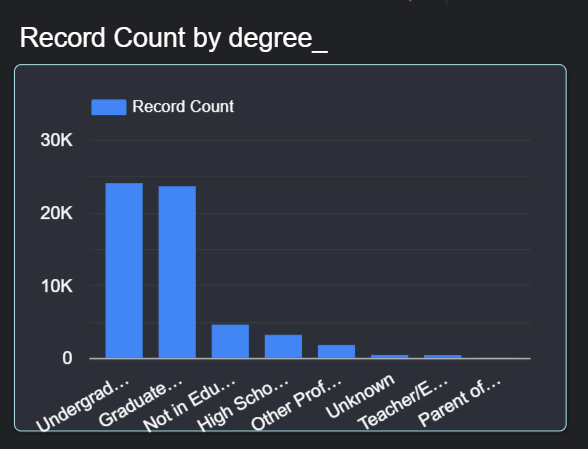 Record Count by degree_
Record Count
30K
20K
10K
0
Undergrad...
Graduate...
Not in Edu...
High Scho...
Other Prof...
Unknown
Teacher/E...
Parent of...